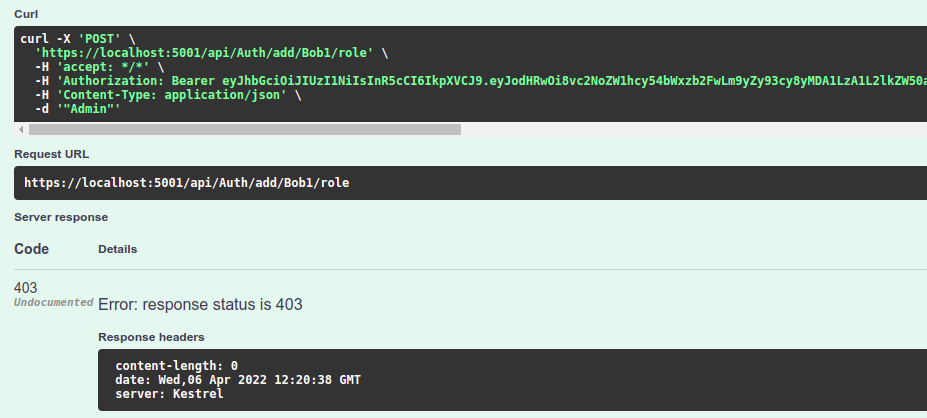 Curl
curl -X 'POST' \
'https://localhost:5001/api/Auth/add/Bob1/role' \
-H 'accept: */*' \
-H 'Authorization: Bearer eyJhbGciOiJIUzI1NiIsInR5cCI6IkpXVCJ9.eyJodHRwOi8vc2NoZW1hcy54bWxzb2FwLm9yZy93cy8yMDA1LzA1L2lkZW50a
-H 'Content-Type: application/json' \
-d '"Admin"'
Request URL
https://localhost:5001/api/Auth/add/Bob1/role
Server response
Code Details
403
Undocumented Error: response status is 403
Response headers
content-length: 0
date: Wed,06 Apr 2022 12:20:38 GMT
server: Kestrel